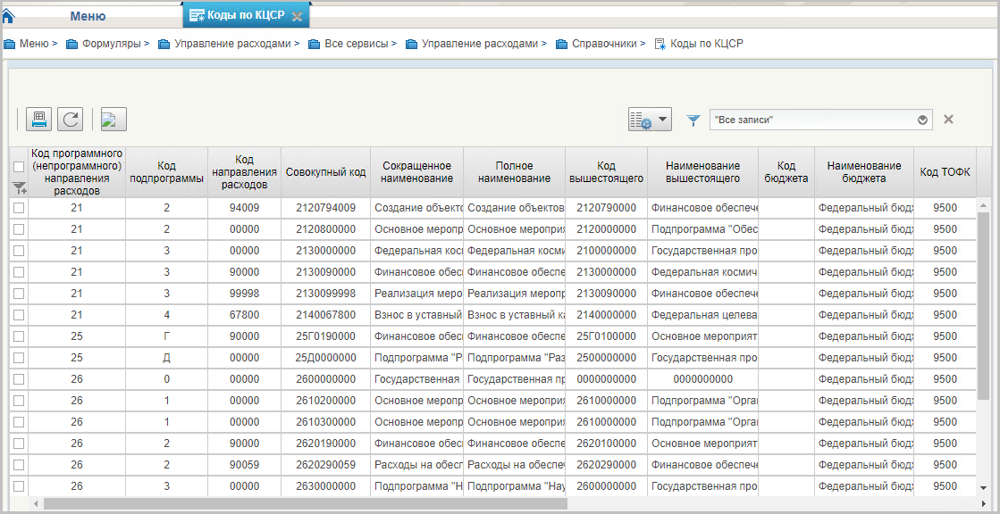 Меню
Коды по КЦСР
Меню > Формуляры > Управление расходами > Все сервисы > Управление расходами > Справочники > Коды по КЦСР
"Все записи"
Код программного (непрограммного) направления расходов Код подпрограммы Код направления расходов Совокупный код Сокращенное наименование Полное наименование Код вышестоящего Наименование вышестоящего Код бюджета Наименование бюджета Код ТОФК
21 2 94009 2120794009 Создание объекто Создание объектов 2120790000 Финансовое обеспече Федеральный бюд 9500
21 2 00000 2120800000 Основное меропр Основное мероприя 2120000000 Подпрограмма "Обес Федеральный бюд 9500
21 3 00000 2130000000 Федеральная косм Федеральная косми 2100000000 Государственная про Федеральный бюд 9500
21 3 90000 2130090000 Финансовое обесп Финансовое обеспе 2130000000 Федеральная космич Федеральный бюд 9500
21 3 99998 2130099998 Реализация меро Реализация меропр 2130090000 Финансовое обеспече Федеральный бюд 9500
21 4 67800 2140067800 Взнос в уставный Взнос в уставный ка 2140000000 Федеральная целева Федеральный бюд 9500
25 Г 90000 25Г0190000 Финансовое обесп Финансовое обеспе 25Г0100000 Основное мероприят Федеральный бюд 9500
25 Д 00000 25Д0000000 Подпрограмма "Р Подпрограмма "Раз 2500000000 Государственная про Федеральный бюд 9500
26 0 00000 2600000000 Государственная Государственная пр 0000000000 0000000000 Федеральный бюд 9500
26 1 00000 2610200000 Основное меропр Основное мероприя 2610000000 Подпрограмма "Орга Федеральный бюд 9500
26 1 00000 2610300000 Основное меропр Основное мероприя 2610000000 Подпрограмма "Орга Федеральный бюд 9500
26 2 90000 2620190000 Финансовое обесп Финансовое обеспе 2620100000 Основное мероприят Федеральный бюд 9500
26 2 90059 2620290059 Расходы на обесп Расходы на обеспе 2620290000 Финансовое обеспече Федеральный бюд 9500
26 3 00000 2630000000 Подпрограмма "Н Подпрограмма "Нау 2600000000 Государственная про Федеральный бюд 9500